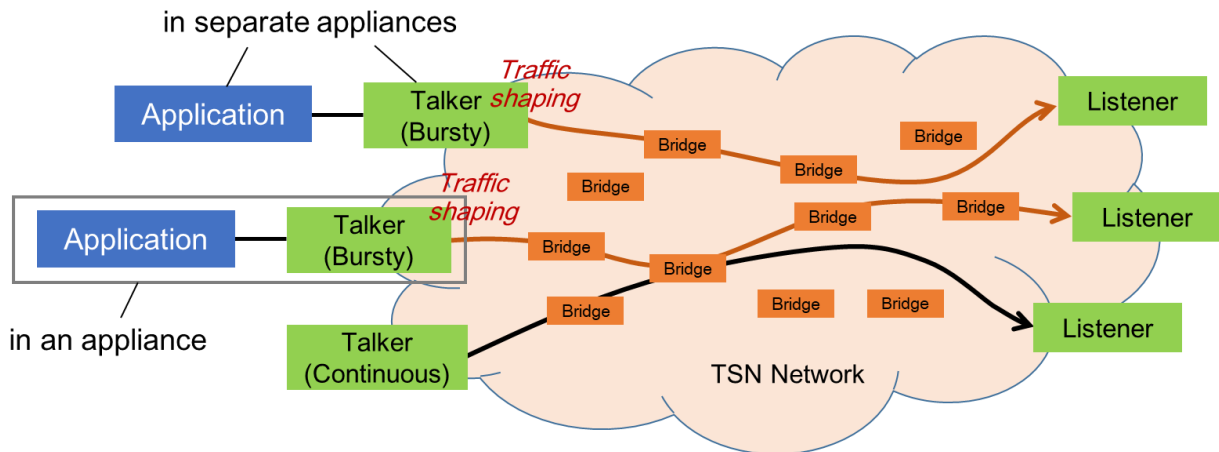 in separate appliances
Application
Talker
(Bursty)
Traffic
shaping
Bridge
Bridge
Bridge
Listener
Bridge
Application
Talker
(Bursty)
Traffic
shaping
Bridge
Bridge
Bridge
Bridge
Listener
in an appliance
Talker
(Continuous)
Bridge
Bridge
Bridge
Listener
TSN Network